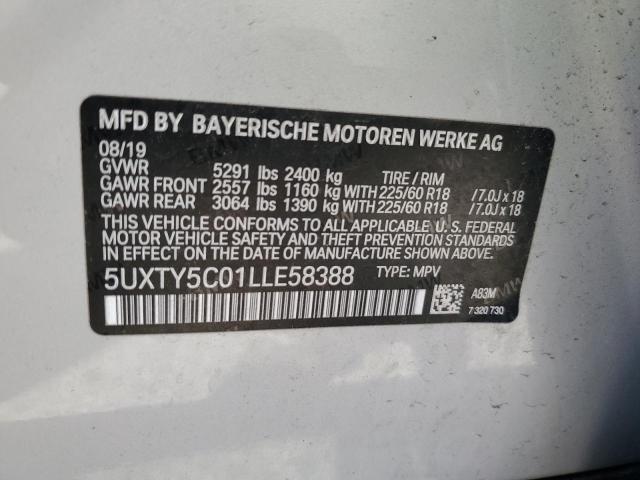 MFD BY BAYERISCHE MOTOREN WERKE AG
08/19
GVWR 5291 lbs 2400 kg TIRE / RIM
GAWR FRONT 2557 lbs 1160 kg WITH 225/60 R18 / 7.0J x 18
GAWR REAR 3064 lbs 1390 kg WITH 225/60 R18 / 7.0J x 18
THIS VEHICLE CONFORMS TO ALL APPLICABLE U. S. FEDERAL
MOTOR VEHICLE SAFETY AND THEFT PREVENTION STANDARDS
IN EFFECT ON THE DATE OF MANUFACTURE SHOWN ABOVE.
5UXTY5C01LLE58388 TYPE: MPV
A83M
7 320 730